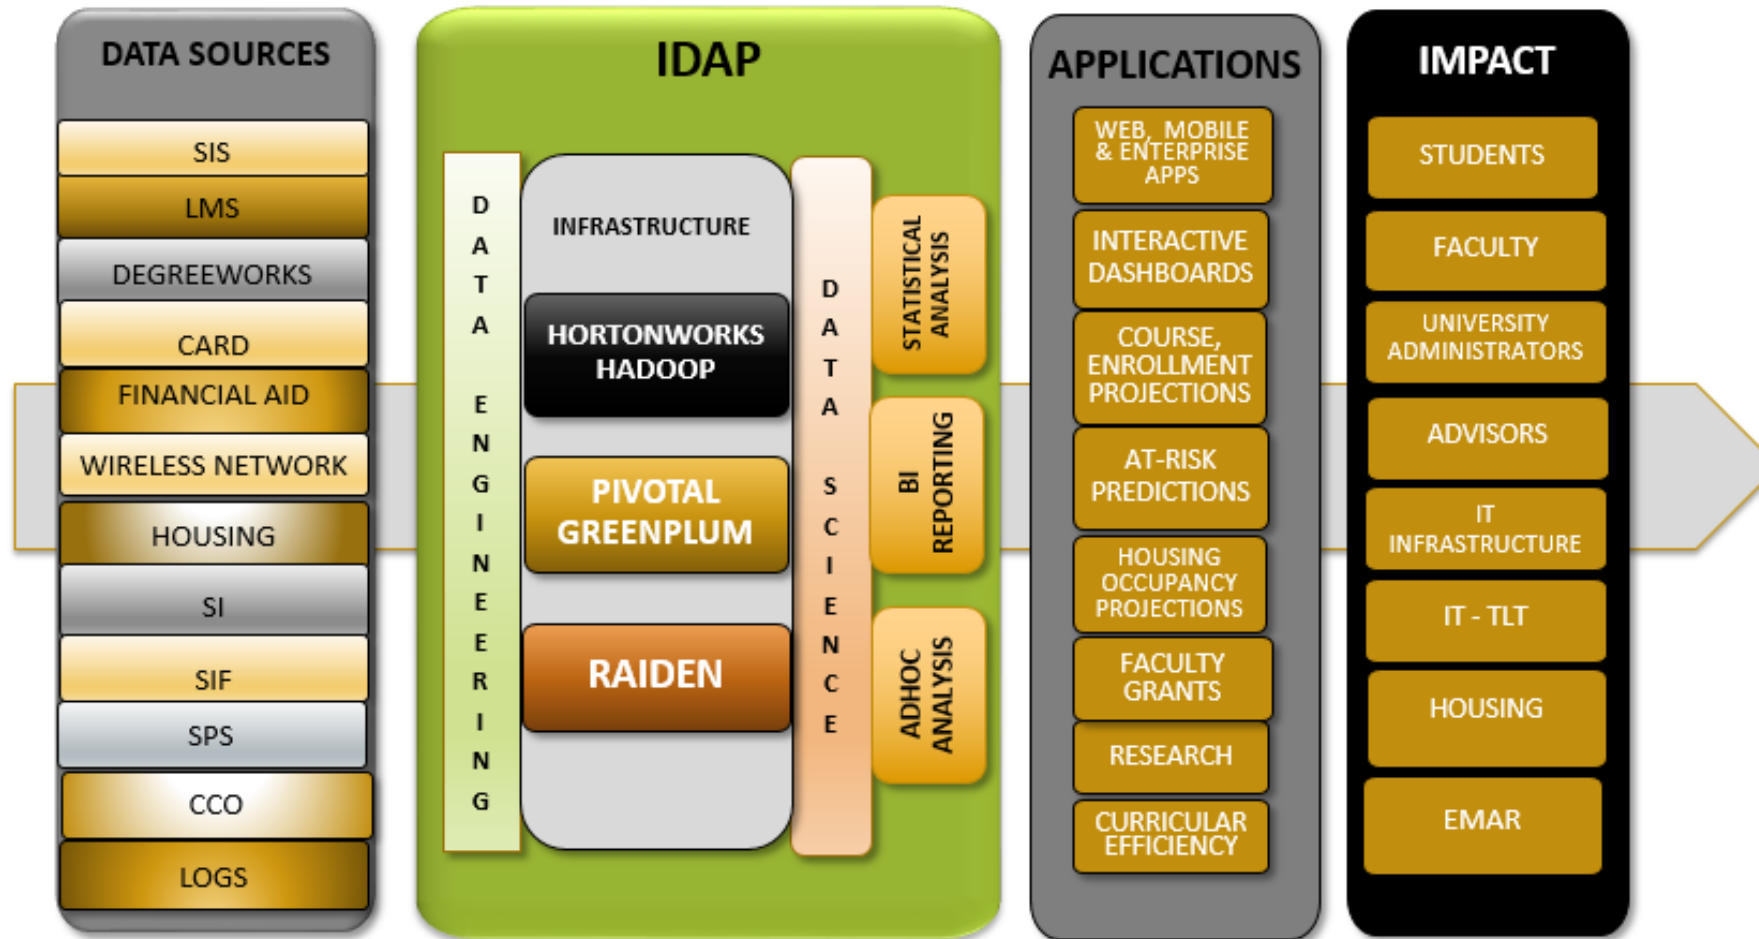 DATA SOURCES
SIS
LMS
DEGREEWORKS
CARD
FINANCIAL AID
WIRELESS NETWORK
HOUSING
SI
SIF
SPS
CCO
LOGS
IDAP
DATA ENGINEERING
INFRASTRUCTURE
HORTONWORKS
HADOOP
PIVOTAL
GREENPLUM
RAIDEN
DATA SCIENCE
STATISTICAL
ANALYSIS
BI
REPORTING
ADHOC
ANALYSIS
APPLICATIONS
WEB, MOBILE
& ENTERPRISE
APPS
INTERACTIVE
DASHBOARDS
COURSE,
ENROLLMENT
PROJECTIONS
AT-RISK
PREDICTIONS
HOUSING
OCCUPANCY
PROJECTIONS
FACULTY
GRANTS
RESEARCH
CURRICULAR
EFFICIENCY
IMPACT
STUDENTS
FACULTY
UNIVERSITY
ADMINISTRATORS
ADVISORS
IT
INFRASTRUCTURE
IT - TLT
HOUSING
EMAR